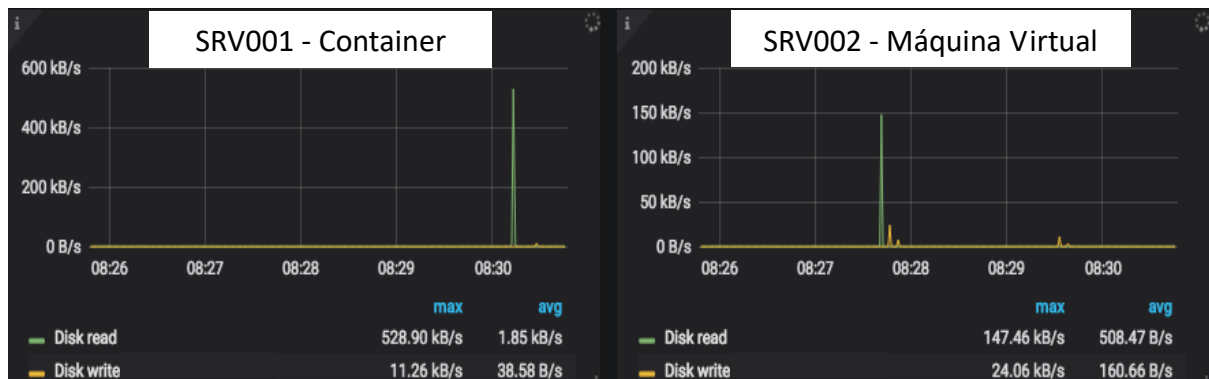 i
SRV001 - Container
600 kB/s
400 kB/s
200 kB/s
0 B/s
08:26 08:27 08:28 08:29 08:30
max avg
Disk read 528.90 kB/s 1.85 kB/s
Disk write 11.26 kB/s 38.58 B/s
i
SRV002 - Máquina Virtual
200 kB/s
150 kB/s
100 kB/s
50 kB/s
0 B/s
08:26 08:27 08:28 08:29 08:30
max avg
Disk read 147.46 kB/s 508.47 B/s
Disk write 24.06 kB/s 160.66 B/s